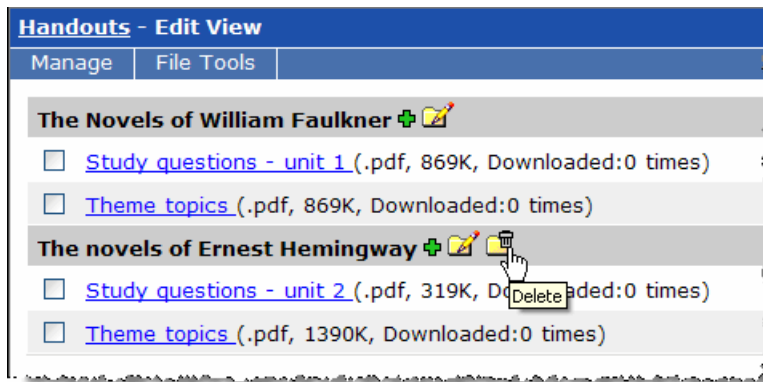 Handouts - Edit View
Manage File Tools
The Novels of William Faulkner
Study questions - unit 1 (.pdf, 869K, Downloaded:0 times)
Theme topics (.pdf, 869K, Downloaded:0 times)
The novels of Ernest Hemingway
Study questions - unit 2 (.pdf, 319K, Downloaded:0 times)
Delete
Theme topics (.pdf, 1390K, Downloaded:0 times)